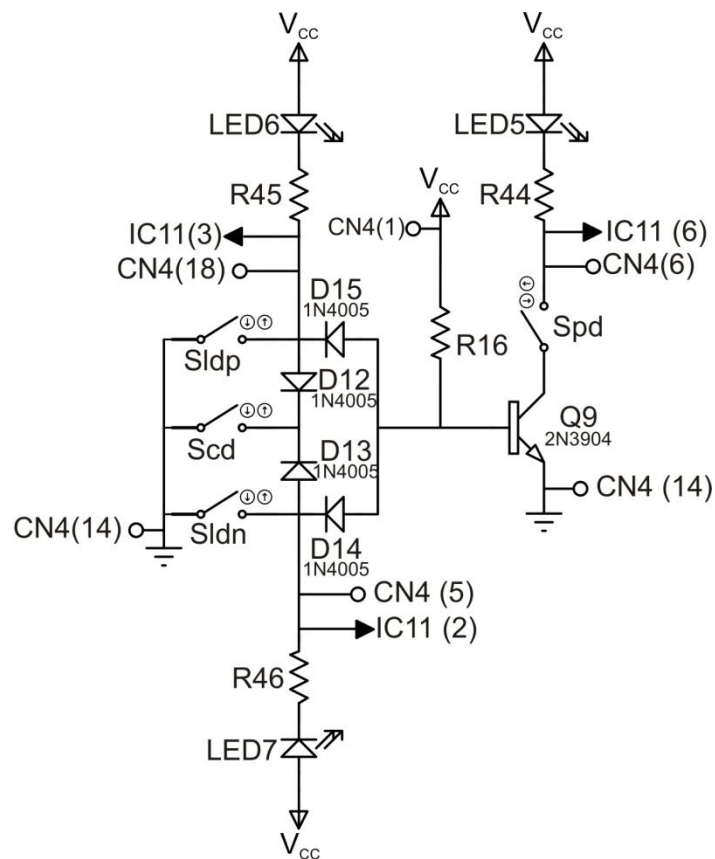 VCC
VCC
LED6
LED5
R45
VCC
R44
IC11(3)
CN4(1)
IC11 (6)
CN4(18)
CN4(6)
D15
1N4005
Sldp
R16
Spd
D12
1N4005
Scd
Q9
2N3904
D13
1N4005
CN4(14)
Sldn
CN4 (14)
D14
1N4005
CN4 (5)
IC11 (2)
R46
LED7
VCC